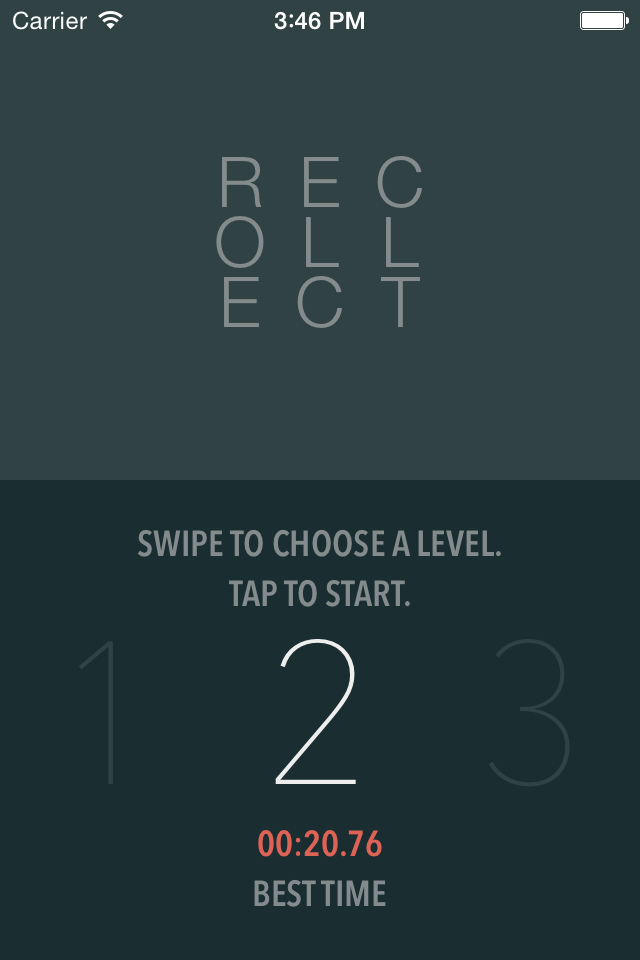 Carrier 3:46 PM
R E C
O L L
E C T
SWIPE TO CHOOSE A LEVEL.
TAP TO START.
1 2 3
00:20.76
BEST TIME